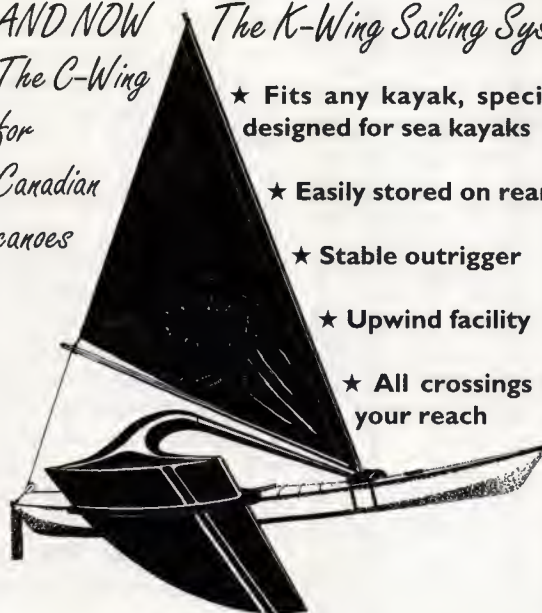 AND NOW
The C-Wing
for
Canadian
canoes
The K-Wing Sailing Sys
★ Fits any kayak, speci
designed for sea kayaks
★ Easily stored on rear
★ Stable outrigger
★ Upwind facility
★ All crossings
your reach